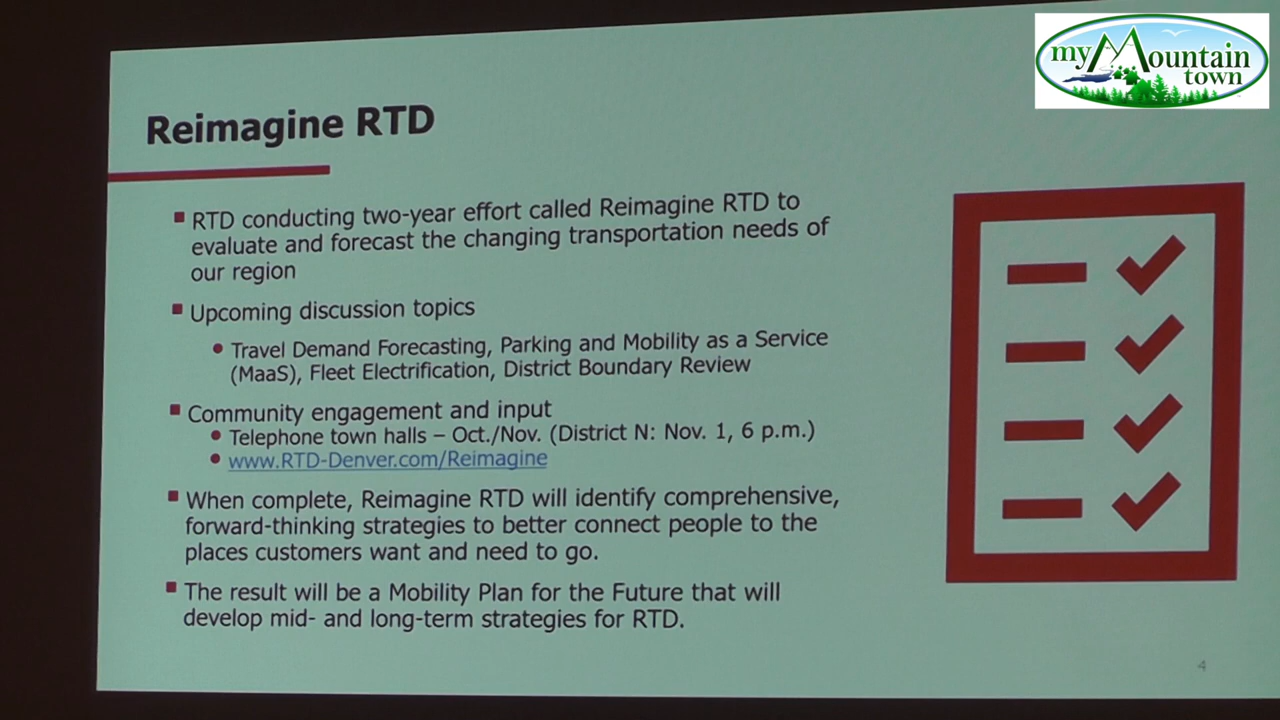 my Mountain
town
Reimagine RTD
RTD conducting two-year effort called Reimagine RTD to
evaluate and forecast the changing transportation needs of
our region
Upcoming discussion topics
Travel Demand Forecasting, Parking and Mobility as a Service
(MaaS), Fleet Electrification, District Boundary Review
Community engagement and input
Telephone town halls – Oct./Nov. (District N: Nov. 1, 6 p.m.)
www.RTD-Denver.com/Reimagine
When complete, Reimagine RTD will identify comprehensive,
forward-thinking strategies to better connect people to the
places customers want and need to go.
The result will be a Mobility Plan for the Future that will
develop mid- and long-term strategies for RTD.
4